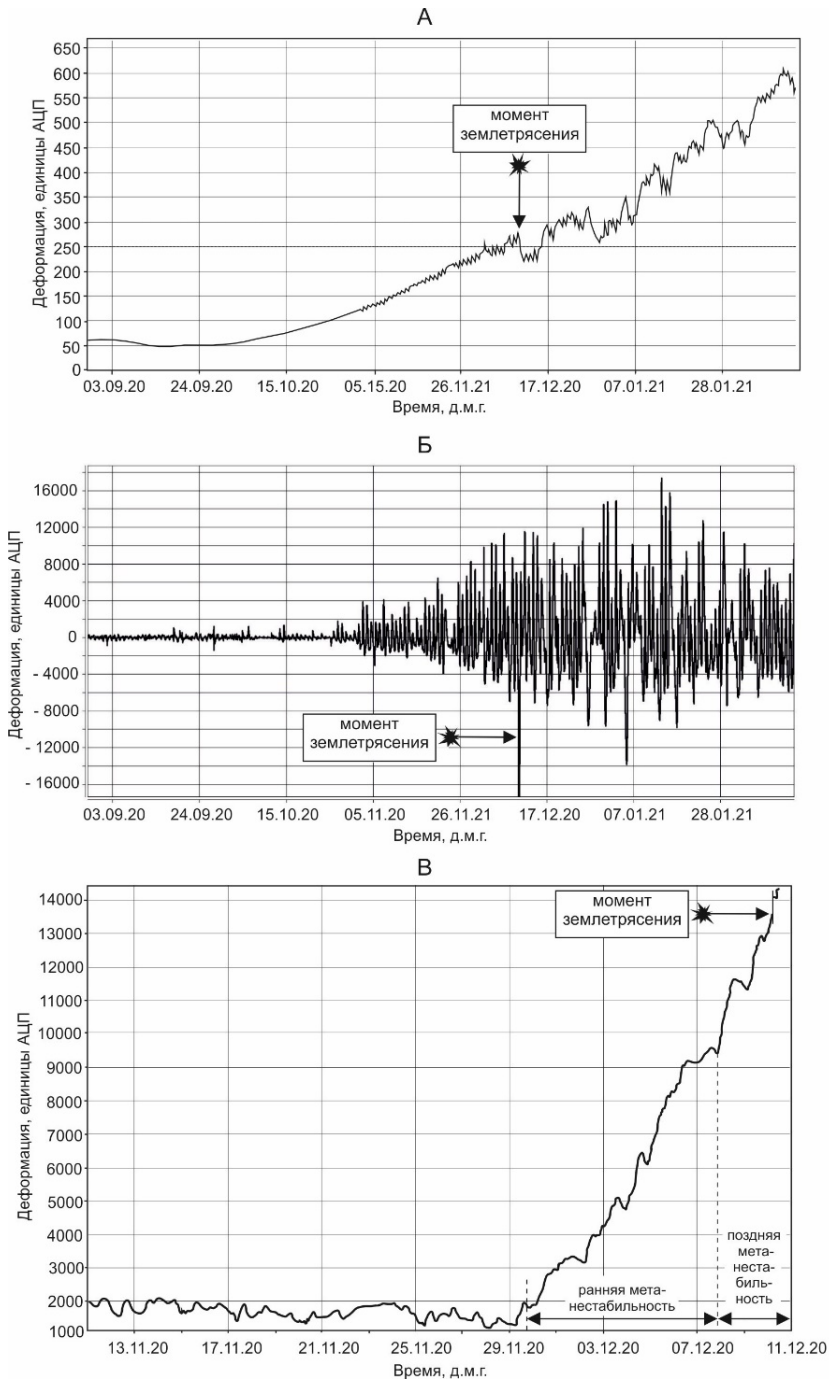 А
650
600
550
500
450
400
350
300
250
200
150
100
50
0
Деформация, единицы АЦП
момент
землетрясения
03.09.20 24.09.20 15.10.20 05.15.20 26.11.21 17.12.20 07.01.21 28.01.21
Время, д.м.г.
Б
16000
12000
8000
4000
0
- 4000
- 8000
- 12000
- 16000
Деформация, единицы АЦП
момент
землетрясения
03.09.20 24.09.20 15.10.20 05.11.20 26.11.21 17.12.20 07.01.21 28.01.21
Время, д.м.г.
В
14000
13000
12000
11000
10000
9000
8000
7000
6000
5000
4000
3000
2000
1000
Деформация, единицы АЦП
момент
землетрясения
ранняя мета-
нестабильность
поздняя
мета-
неста-
биль-
ность
13.11.20 17.11.20 21.11.20 25.11.20 29.11.20 03.12.20 07.12.20 11.12.20
Время, д.м.г.